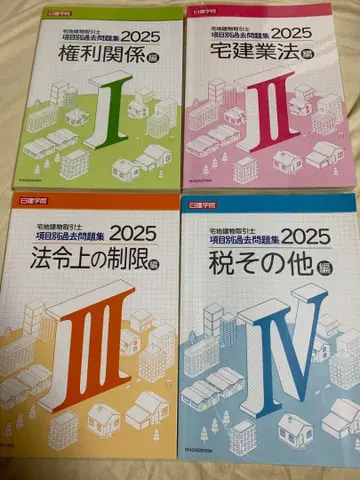 日建学院
宅地建物取引士
項目別過去問題集 2025
権利関係 編
I
日建学院
宅地建物取引士
項目別過去問題集 2025
宅建業法 編
II
日建学院
宅地建物取引士
項目別過去問題集 2025
法令上の制限 編
III
日建学院
宅地建物取引士
項目別過去問題集 2025
税その他 編
IV